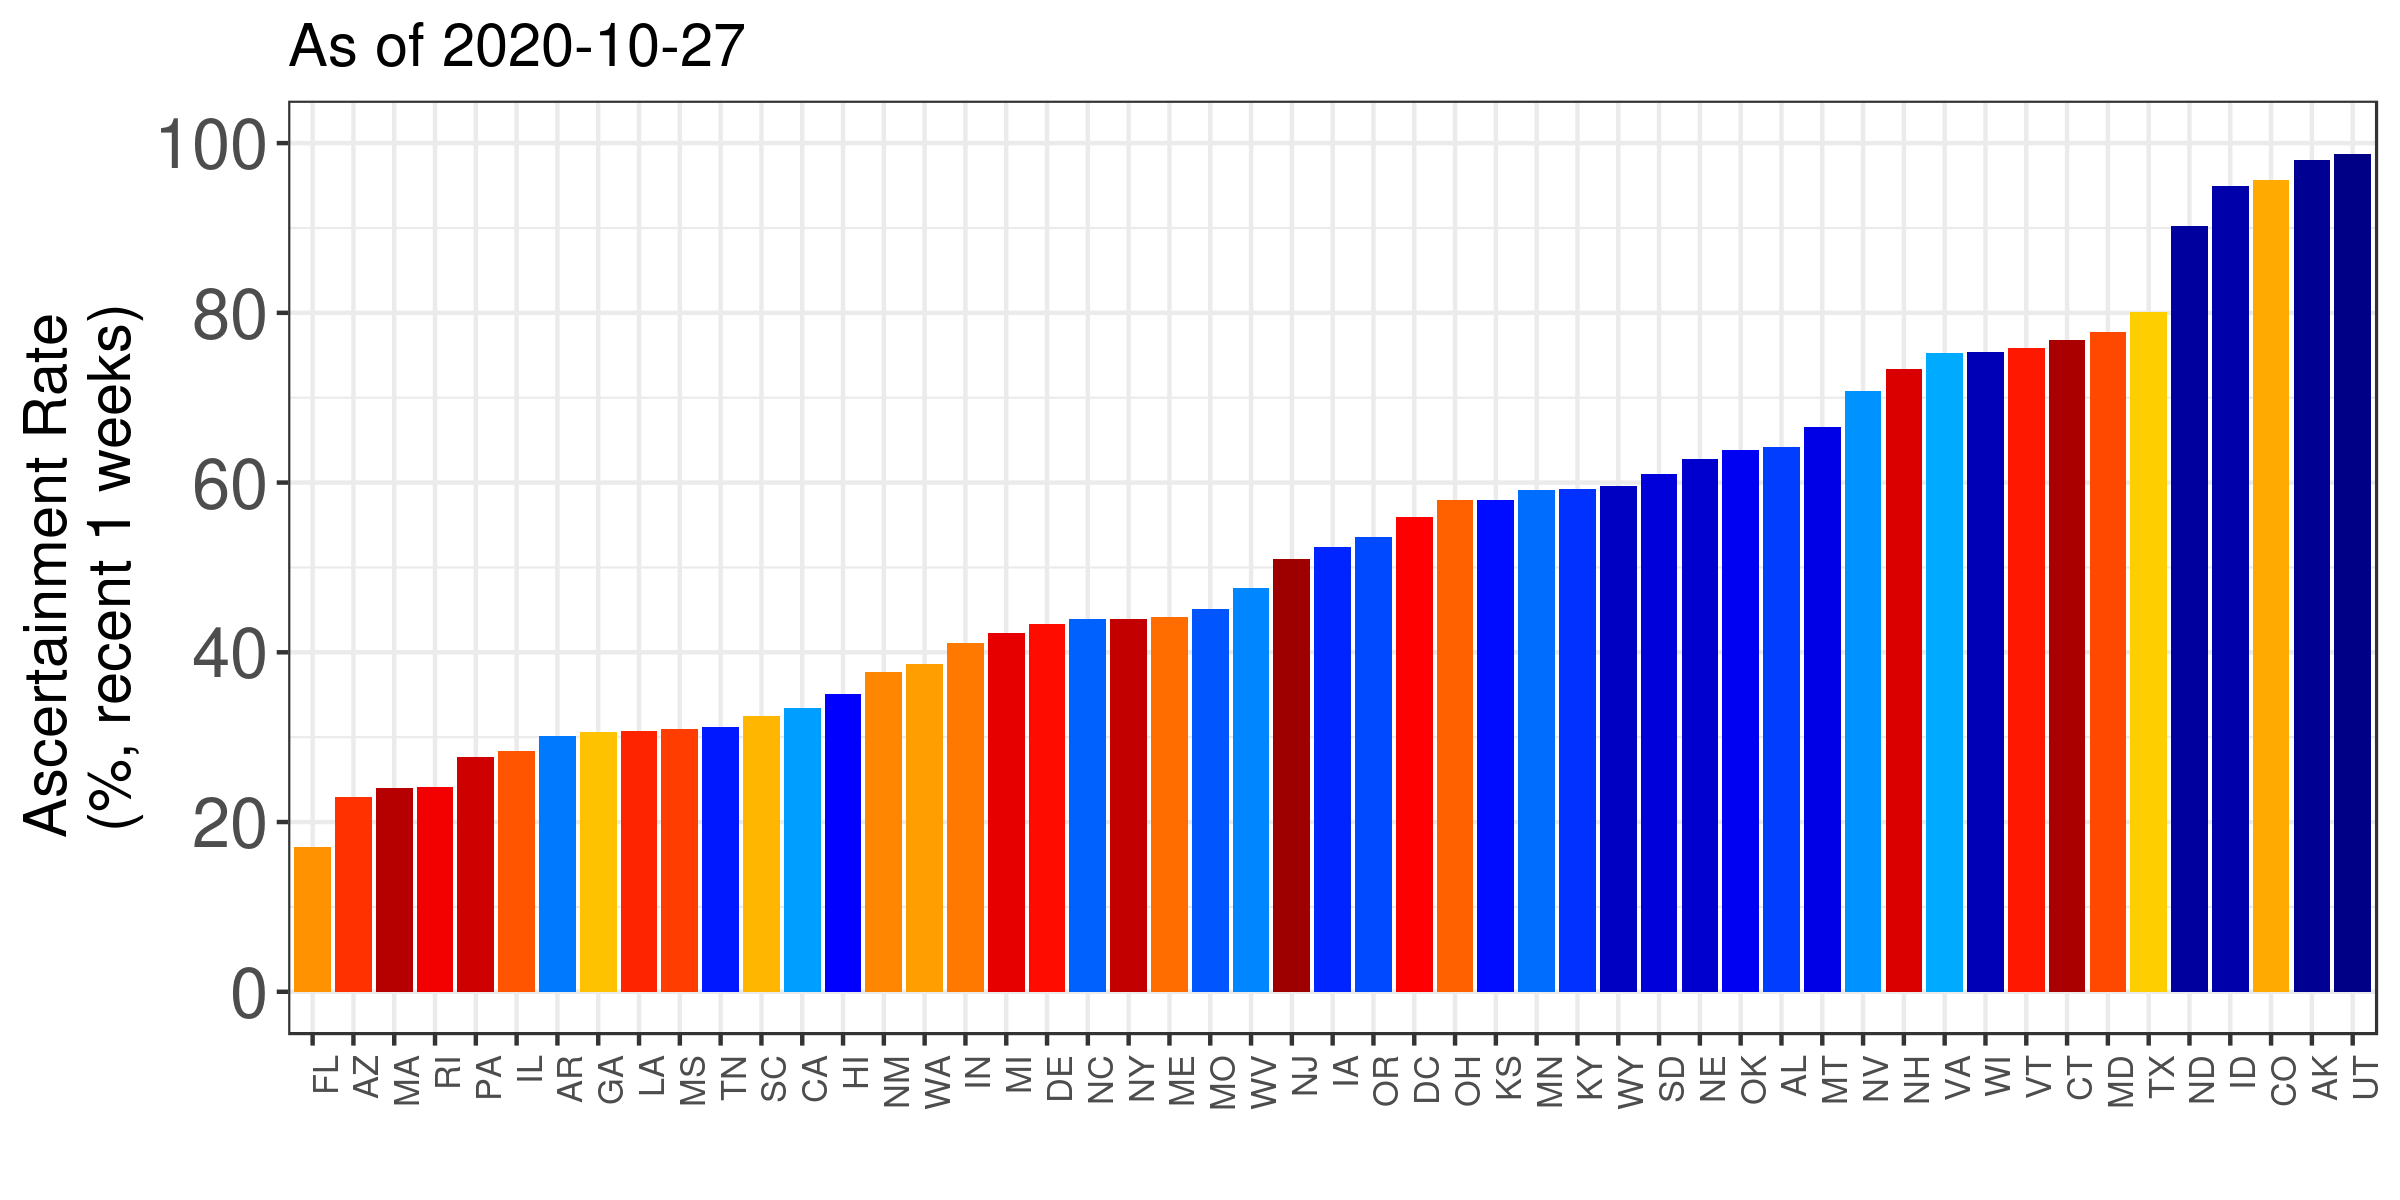 As of 2020-10-27
Ascertainment Rate
(%, recent 1 weeks)
100
80
60
40
20
0
FL AZ MA RI PA IL AR GA LA MS TN SC CA HI NM WA IN MI DE NC NY ME MO WV NJ IA OR DC OH KS MN KY WY SD NE OK AL MT NV NH VA WI VT CT MD TX ND ID CO AK UT